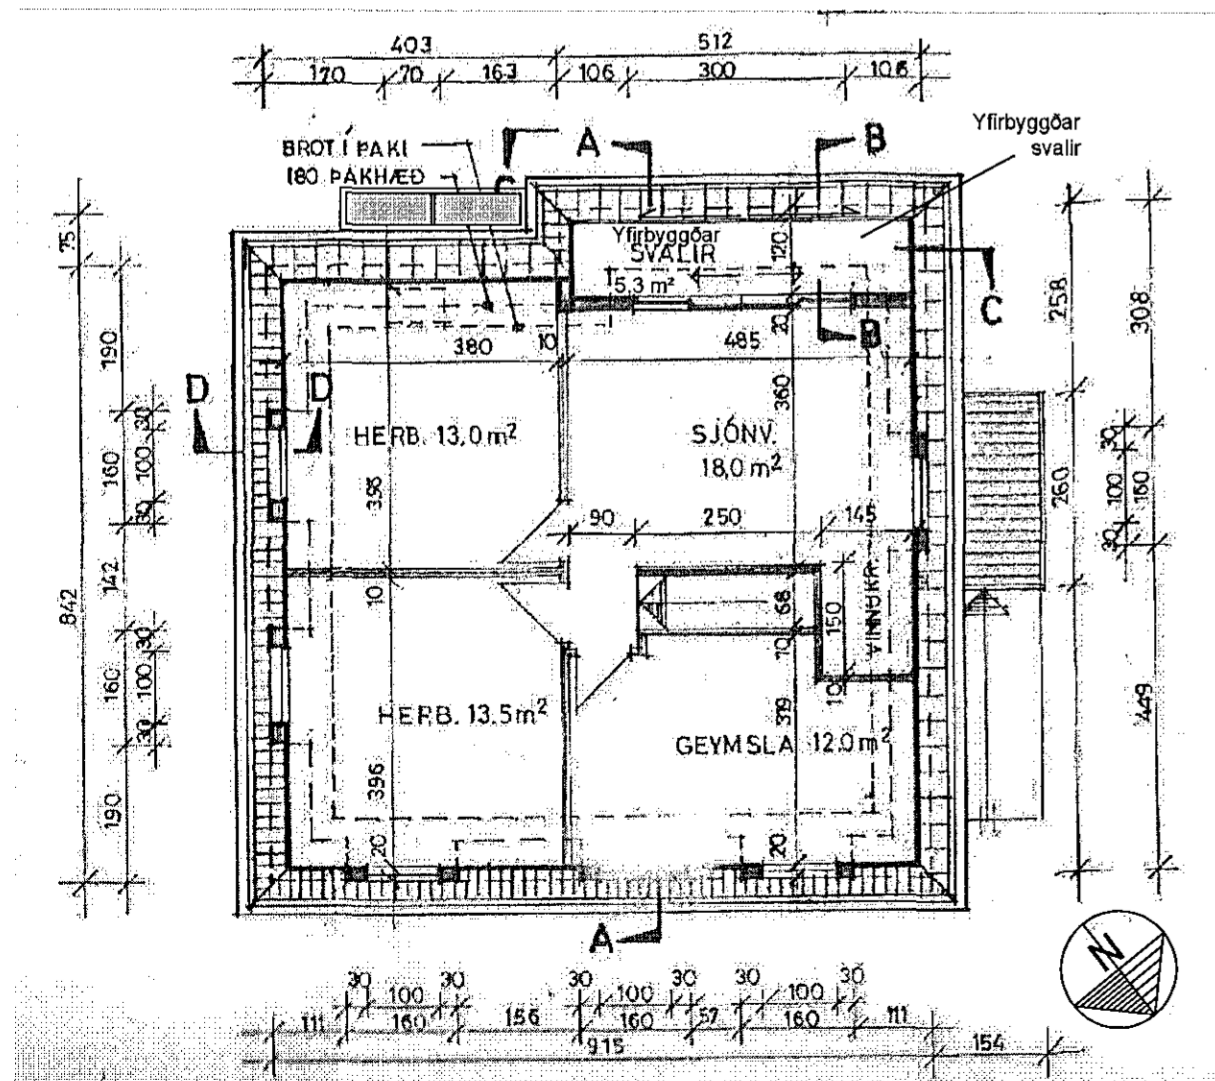 403 512
170 70 163 106 300 106
Yfirbyggðar
svalir
BROT Í ÞAKI
180 ÞAKHÆÐ
A B
C
Yfirbyggðar
SVALIR
5,3 m²
120
75
258
308
C
B
190
380 10 485
20
360
D D
HERB. 13,0 m²
SJÓNV.
18,0 m²
30
160 100
30
398
30
260 100 160
30
90 250 145
142
842
10
68
150
VINNUKR.
10
10
30
160 100
30
HERB. 13.5 m²
319
GEYMSLA 12.0 m²
449
396
190
20 20
A
N
30 30 30 30 30 30
100 100 100
111 160 156 160 57 160 111
915 154